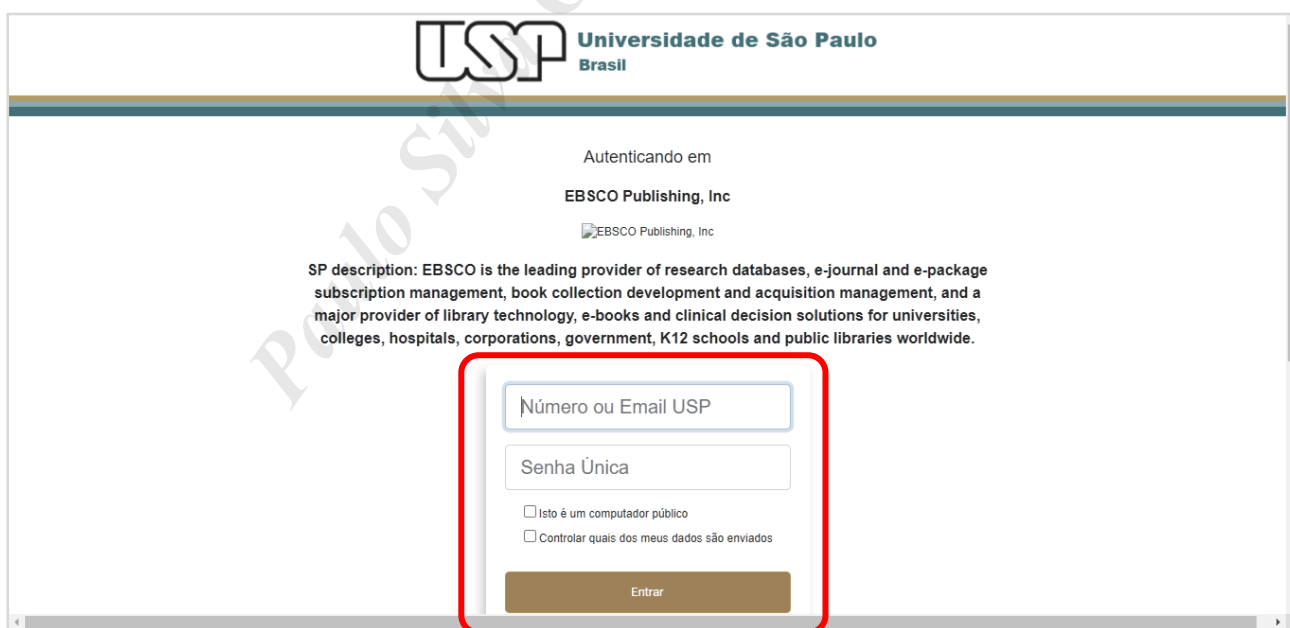 USP Universidade de São Paulo
Brasil
Autenticando em
EBSCO Publishing, Inc
EBSCO Publishing, Inc
SP description: EBSCO is the leading provider of research databases, e-journal and e-package
subscription management, book collection development and acquisition management, and a
major provider of library technology, e-books and clinical decision solutions for universities,
colleges, hospitals, corporations, government, K12 schools and public libraries worldwide.
Número ou Email USP
Senha Única
Isto é um computador público
Controlar quais dos meus dados são enviados
Entrar
Paulo Silva